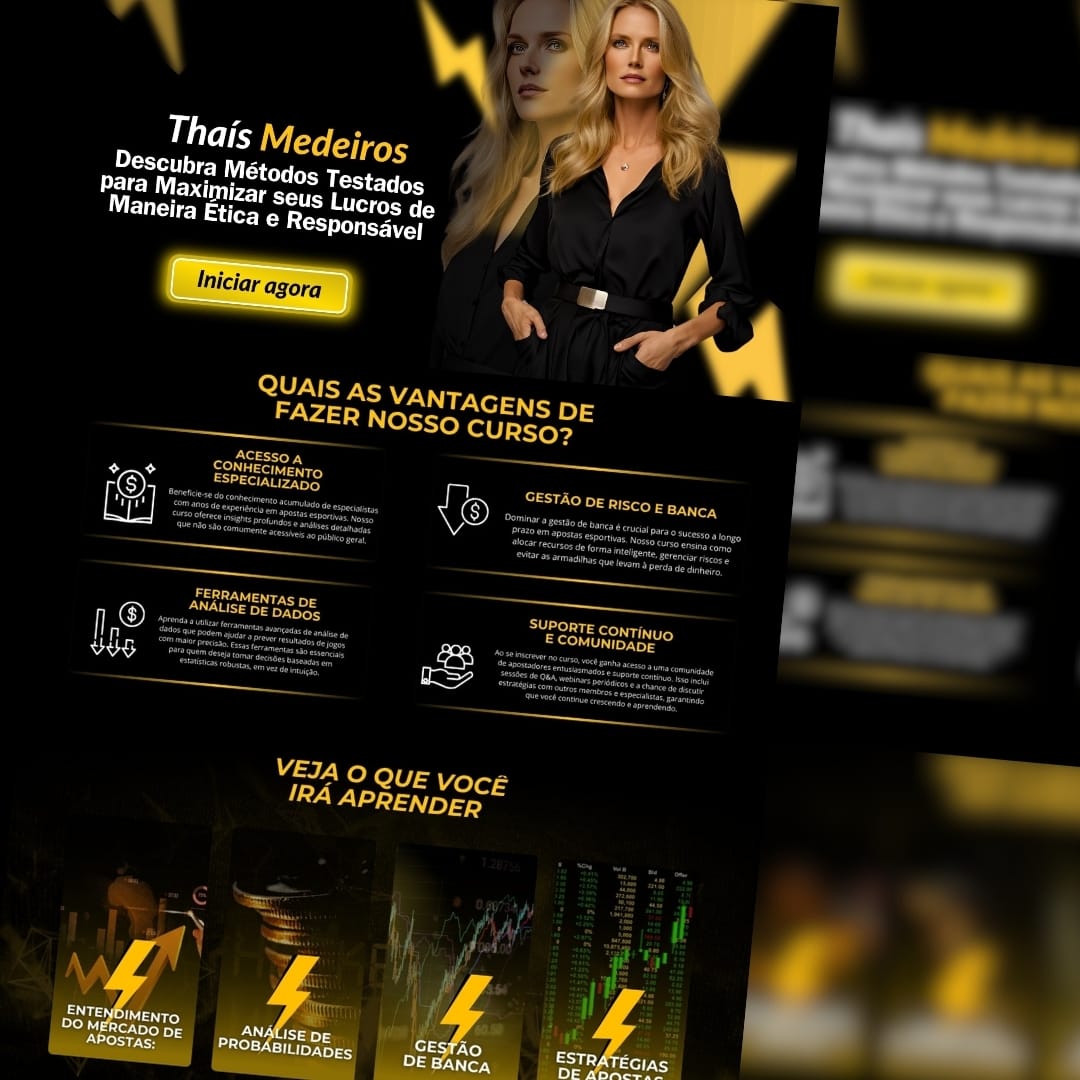 Thaís Medeiros
Descubra Métodos Testados
para Maximizar seus Lucros de
Maneira Ética e Responsável
Iniciar agora
QUAIS AS VANTAGENS DE
FAZER NOSSO CURSO?
ACESSO A
CONHECIMENTO
ESPECIALIZADO
Beneficie-se do conhecimento acumulado de especialistas
com anos de experiência em apostas esportivas. Nosso
curso oferece insights profundos e análises detalhadas
que não são comumente acessíveis ao público geral.
GESTÃO DE RISCO E BANCA
Dominar a gestão de banca é crucial para o sucesso a longo
prazo em apostas esportivas. Nosso curso ensina como
alocar recursos de forma inteligente, gerenciar riscos e
evitar as armadilhas que levam à perda de dinheiro.
FERRAMENTAS DE
ANÁLISE DE DADOS
Aprenda a utilizar ferramentas avançadas de análise de
dados que podem ajudar a prever resultados de jogos
com maior precisão. Essas ferramentas são essenciais
para quem deseja tomar decisões baseadas em
estatísticas robustas, em vez de intuição.
SUPORTE CONTÍNUO
E COMUNIDADE
Ao se inscrever no curso, você ganha acesso a uma comunidade
de apostadores entusiasmados e suporte contínuo. Isso inclui
sessões de Q&A, webinars periódicos e a chance de discutir
estratégias com outros membros e especialistas, garantindo
que você continue crescendo e aprendendo.
VEJA O QUE VOCÊ
IRÁ APRENDER
ENTENDIMENTO
DO MERCADO DE
APOSTAS:
ANÁLISE DE
PROBABILIDADES
GESTÃO
DE BANCA
%Chg Vol B Bid Offer
ESTRATÉGIAS
DE APOSTAS